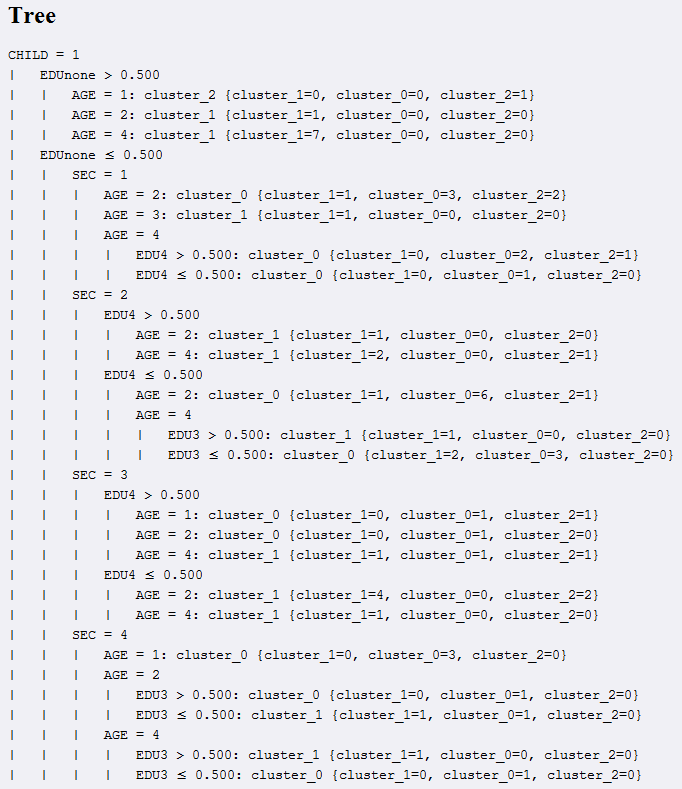 Tree
CHILD = 1
|   EDUnone > 0.500
|   |   AGE = 1: cluster_2 {cluster_1=0, cluster_0=0, cluster_2=1}
|   |   AGE = 2: cluster_1 {cluster_1=1, cluster_0=0, cluster_2=0}
|   |   AGE = 4: cluster_1 {cluster_1=7, cluster_0=0, cluster_2=0}
|   EDUnone ≤ 0.500
|   |   SEC = 1
|   |   |   AGE = 2: cluster_0 {cluster_1=1, cluster_0=3, cluster_2=2}
|   |   |   AGE = 3: cluster_1 {cluster_1=1, cluster_0=0, cluster_2=0}
|   |   |   AGE = 4
|   |   |   |   EDU4 > 0.500: cluster_0 {cluster_1=0, cluster_0=2, cluster_2=1}
|   |   |   |   EDU4 ≤ 0.500: cluster_0 {cluster_1=0, cluster_0=1, cluster_2=0}
|   |   SEC = 2
|   |   |   EDU4 > 0.500
|   |   |   |   AGE = 2: cluster_1 {cluster_1=1, cluster_0=0, cluster_2=0}
|   |   |   |   AGE = 4: cluster_1 {cluster_1=2, cluster_0=0, cluster_2=1}
|   |   |   EDU4 ≤ 0.500
|   |   |   |   AGE = 2: cluster_0 {cluster_1=1, cluster_0=6, cluster_2=1}
|   |   |   |   AGE = 4
|   |   |   |   |   EDU3 > 0.500: cluster_1 {cluster_1=1, cluster_0=0, cluster_2=0}
|   |   |   |   |   EDU3 ≤ 0.500: cluster_0 {cluster_1=2, cluster_0=3, cluster_2=0}
|   |   SEC = 3
|   |   |   EDU4 > 0.500
|   |   |   |   AGE = 1: cluster_0 {cluster_1=0, cluster_0=1, cluster_2=1}
|   |   |   |   AGE = 2: cluster_0 {cluster_1=0, cluster_0=1, cluster_2=0}
|   |   |   |   AGE = 4: cluster_1 {cluster_1=1, cluster_0=1, cluster_2=1}
|   |   |   EDU4 ≤ 0.500
|   |   |   |   AGE = 2: cluster_1 {cluster_1=4, cluster_0=0, cluster_2=2}
|   |   |   |   AGE = 4: cluster_1 {cluster_1=1, cluster_0=0, cluster_2=0}
|   |   SEC = 4
|   |   |   AGE = 1: cluster_0 {cluster_1=0, cluster_0=3, cluster_2=0}
|   |   |   AGE = 2
|   |   |   |   EDU3 > 0.500: cluster_0 {cluster_1=0, cluster_0=1, cluster_2=0}
|   |   |   |   EDU3 ≤ 0.500: cluster_1 {cluster_1=1, cluster_0=1, cluster_2=0}
|   |   |   AGE = 4
|   |   |   |   EDU3 > 0.500: cluster_1 {cluster_1=1, cluster_0=0, cluster_2=0}
|   |   |   |   EDU3 ≤ 0.500: cluster_0 {cluster_1=0, cluster_0=1, cluster_2=0}